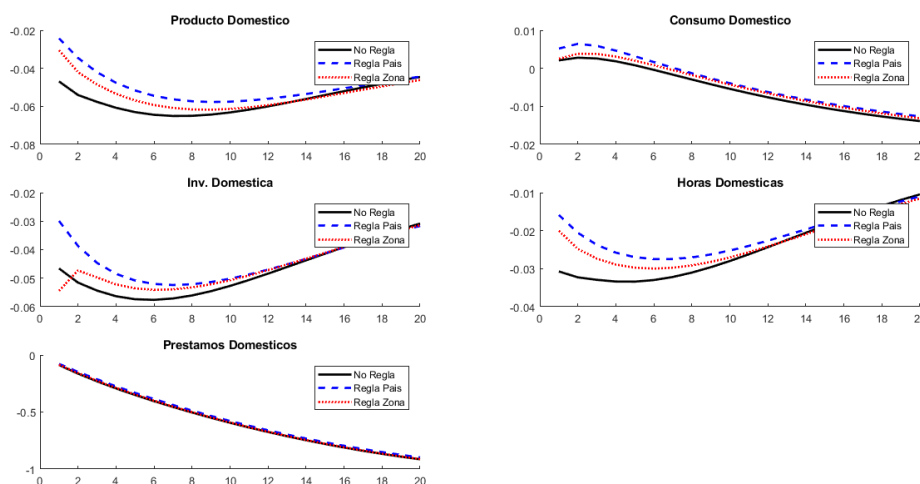 Producto Domestico
-0.02
-0.04
-0.06
-0.08
0 2 4 6 8 10 12 14 16 18 20
No Regla
Regla Pais
Regla Zona
Consumo Domestico
0.01
0
-0.01
-0.02
0 2 4 6 8 10 12 14 16 18 20
No Regla
Regla Pais
Regla Zona
Inv. Domestica
-0.02
-0.03
-0.04
-0.05
-0.06
0 2 4 6 8 10 12 14 16 18 20
No Regla
Regla Pais
Regla Zona
Horas Domesticas
-0.01
-0.02
-0.03
-0.04
0 2 4 6 8 10 12 14 16 18 20
No Regla
Regla Pais
Regla Zona
Prestamos Domesticos
0
-0.5
-1
0 2 4 6 8 10 12 14 16 18 20
No Regla
Regla Pais
Regla Zona